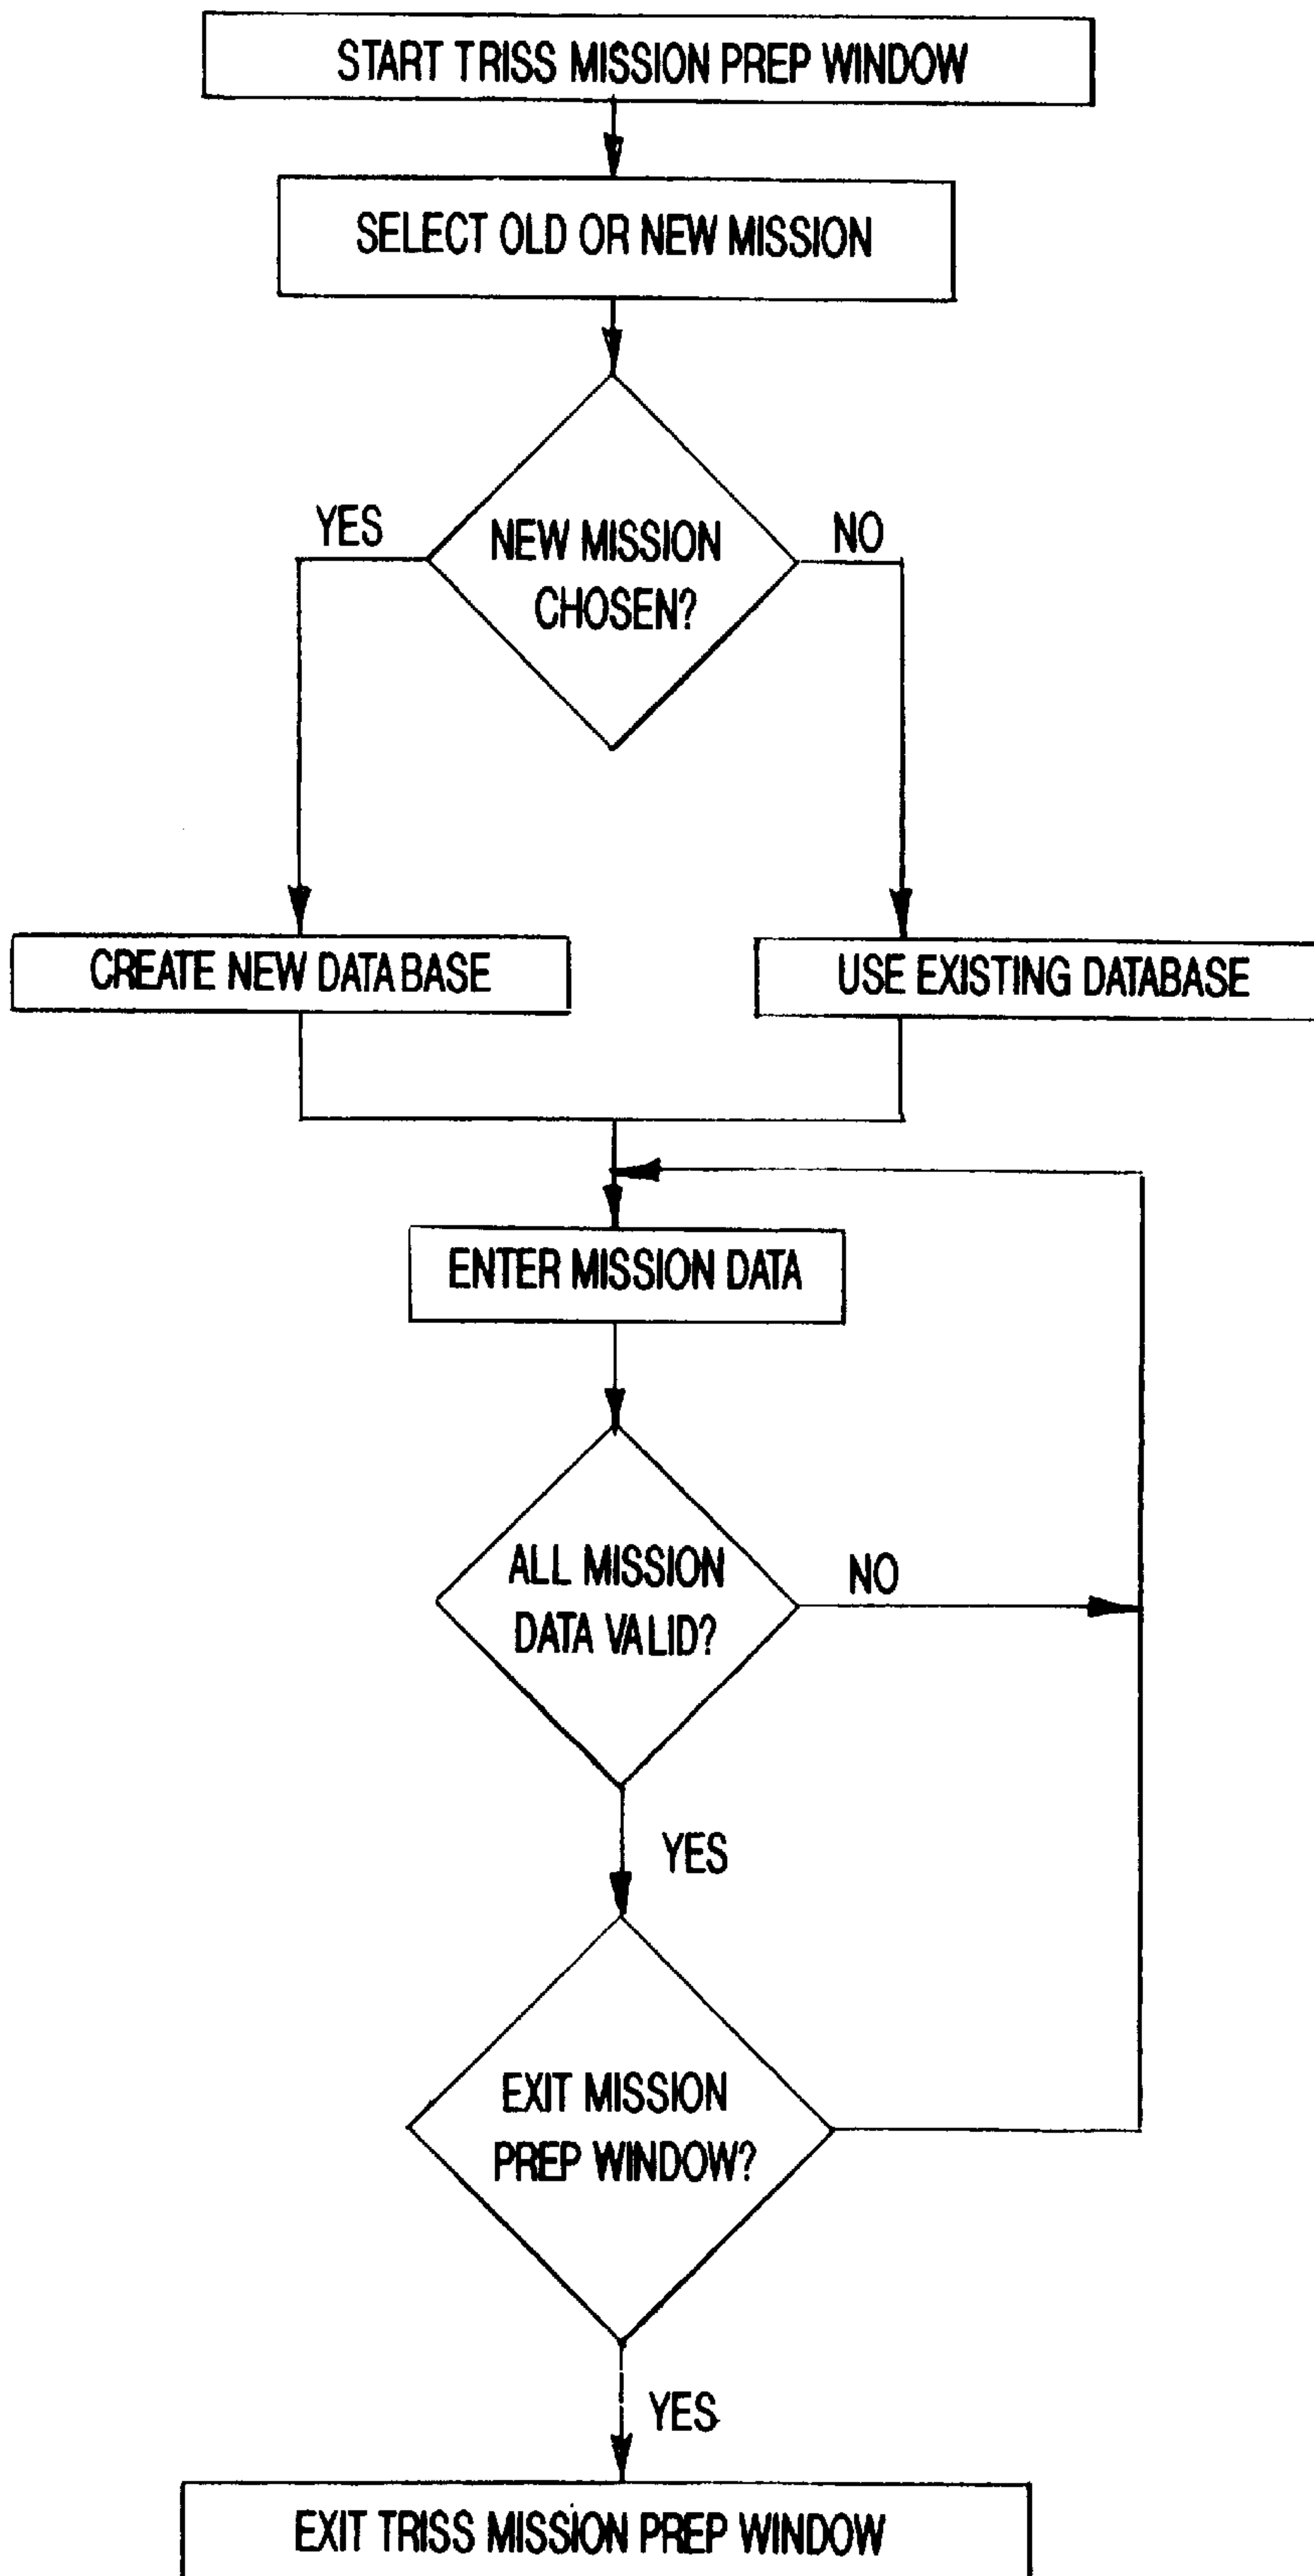 START TRISS MISSION PREP WINDOW
SELECT OLD OR NEW MISSION
YES
NEW MISSION
CHOSEN?
NO
CREATE NEW DATABASE
USE EXISTING DATABASE
ENTER MISSION DATA
ALL MISSION
DATA VALID?
NO
YES
EXIT MISSION
PREP WINDOW?
YES
EXIT TRISS MISSION PREP WINDOW